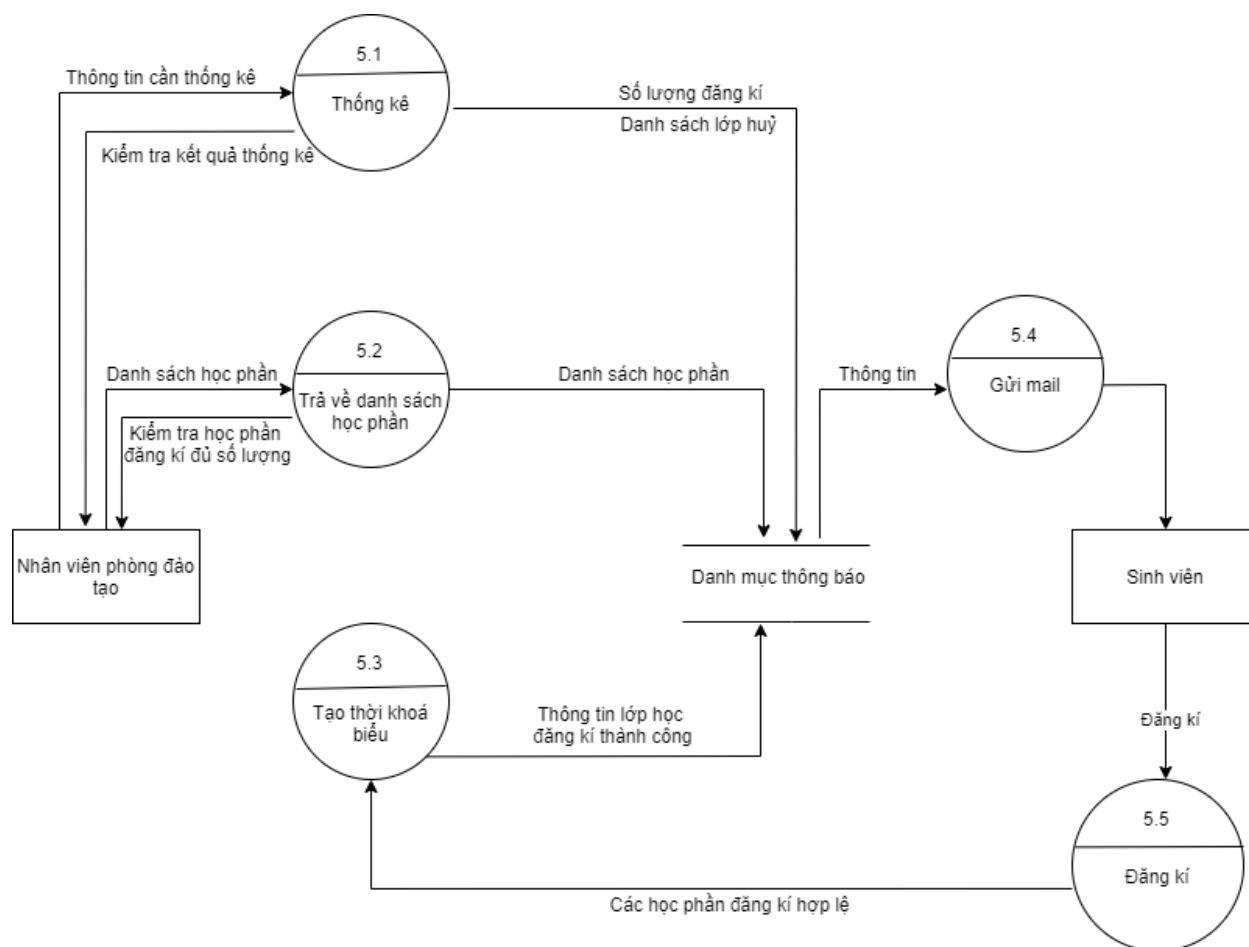 5.1
Thông tin cần thống kê
Thống kê
Số lượng đăng kí
Danh sách lớp huỷ
Kiểm tra kết quả thống kê
5.2
Danh sách học phần
Trả về danh sách
học phần
Danh sách học phần
Kiểm tra học phần
đăng kí đủ số lượng
5.4
Thông tin
Gửi mail
Nhân viên phòng đào
tạo
Danh mục thông báo
Sinh viên
5.3
Tạo thời khoá
biểu
Thông tin lớp học
đăng kí thành công
Đăng kí
5.5
Đăng kí
Các học phần đăng kí hợp lệ